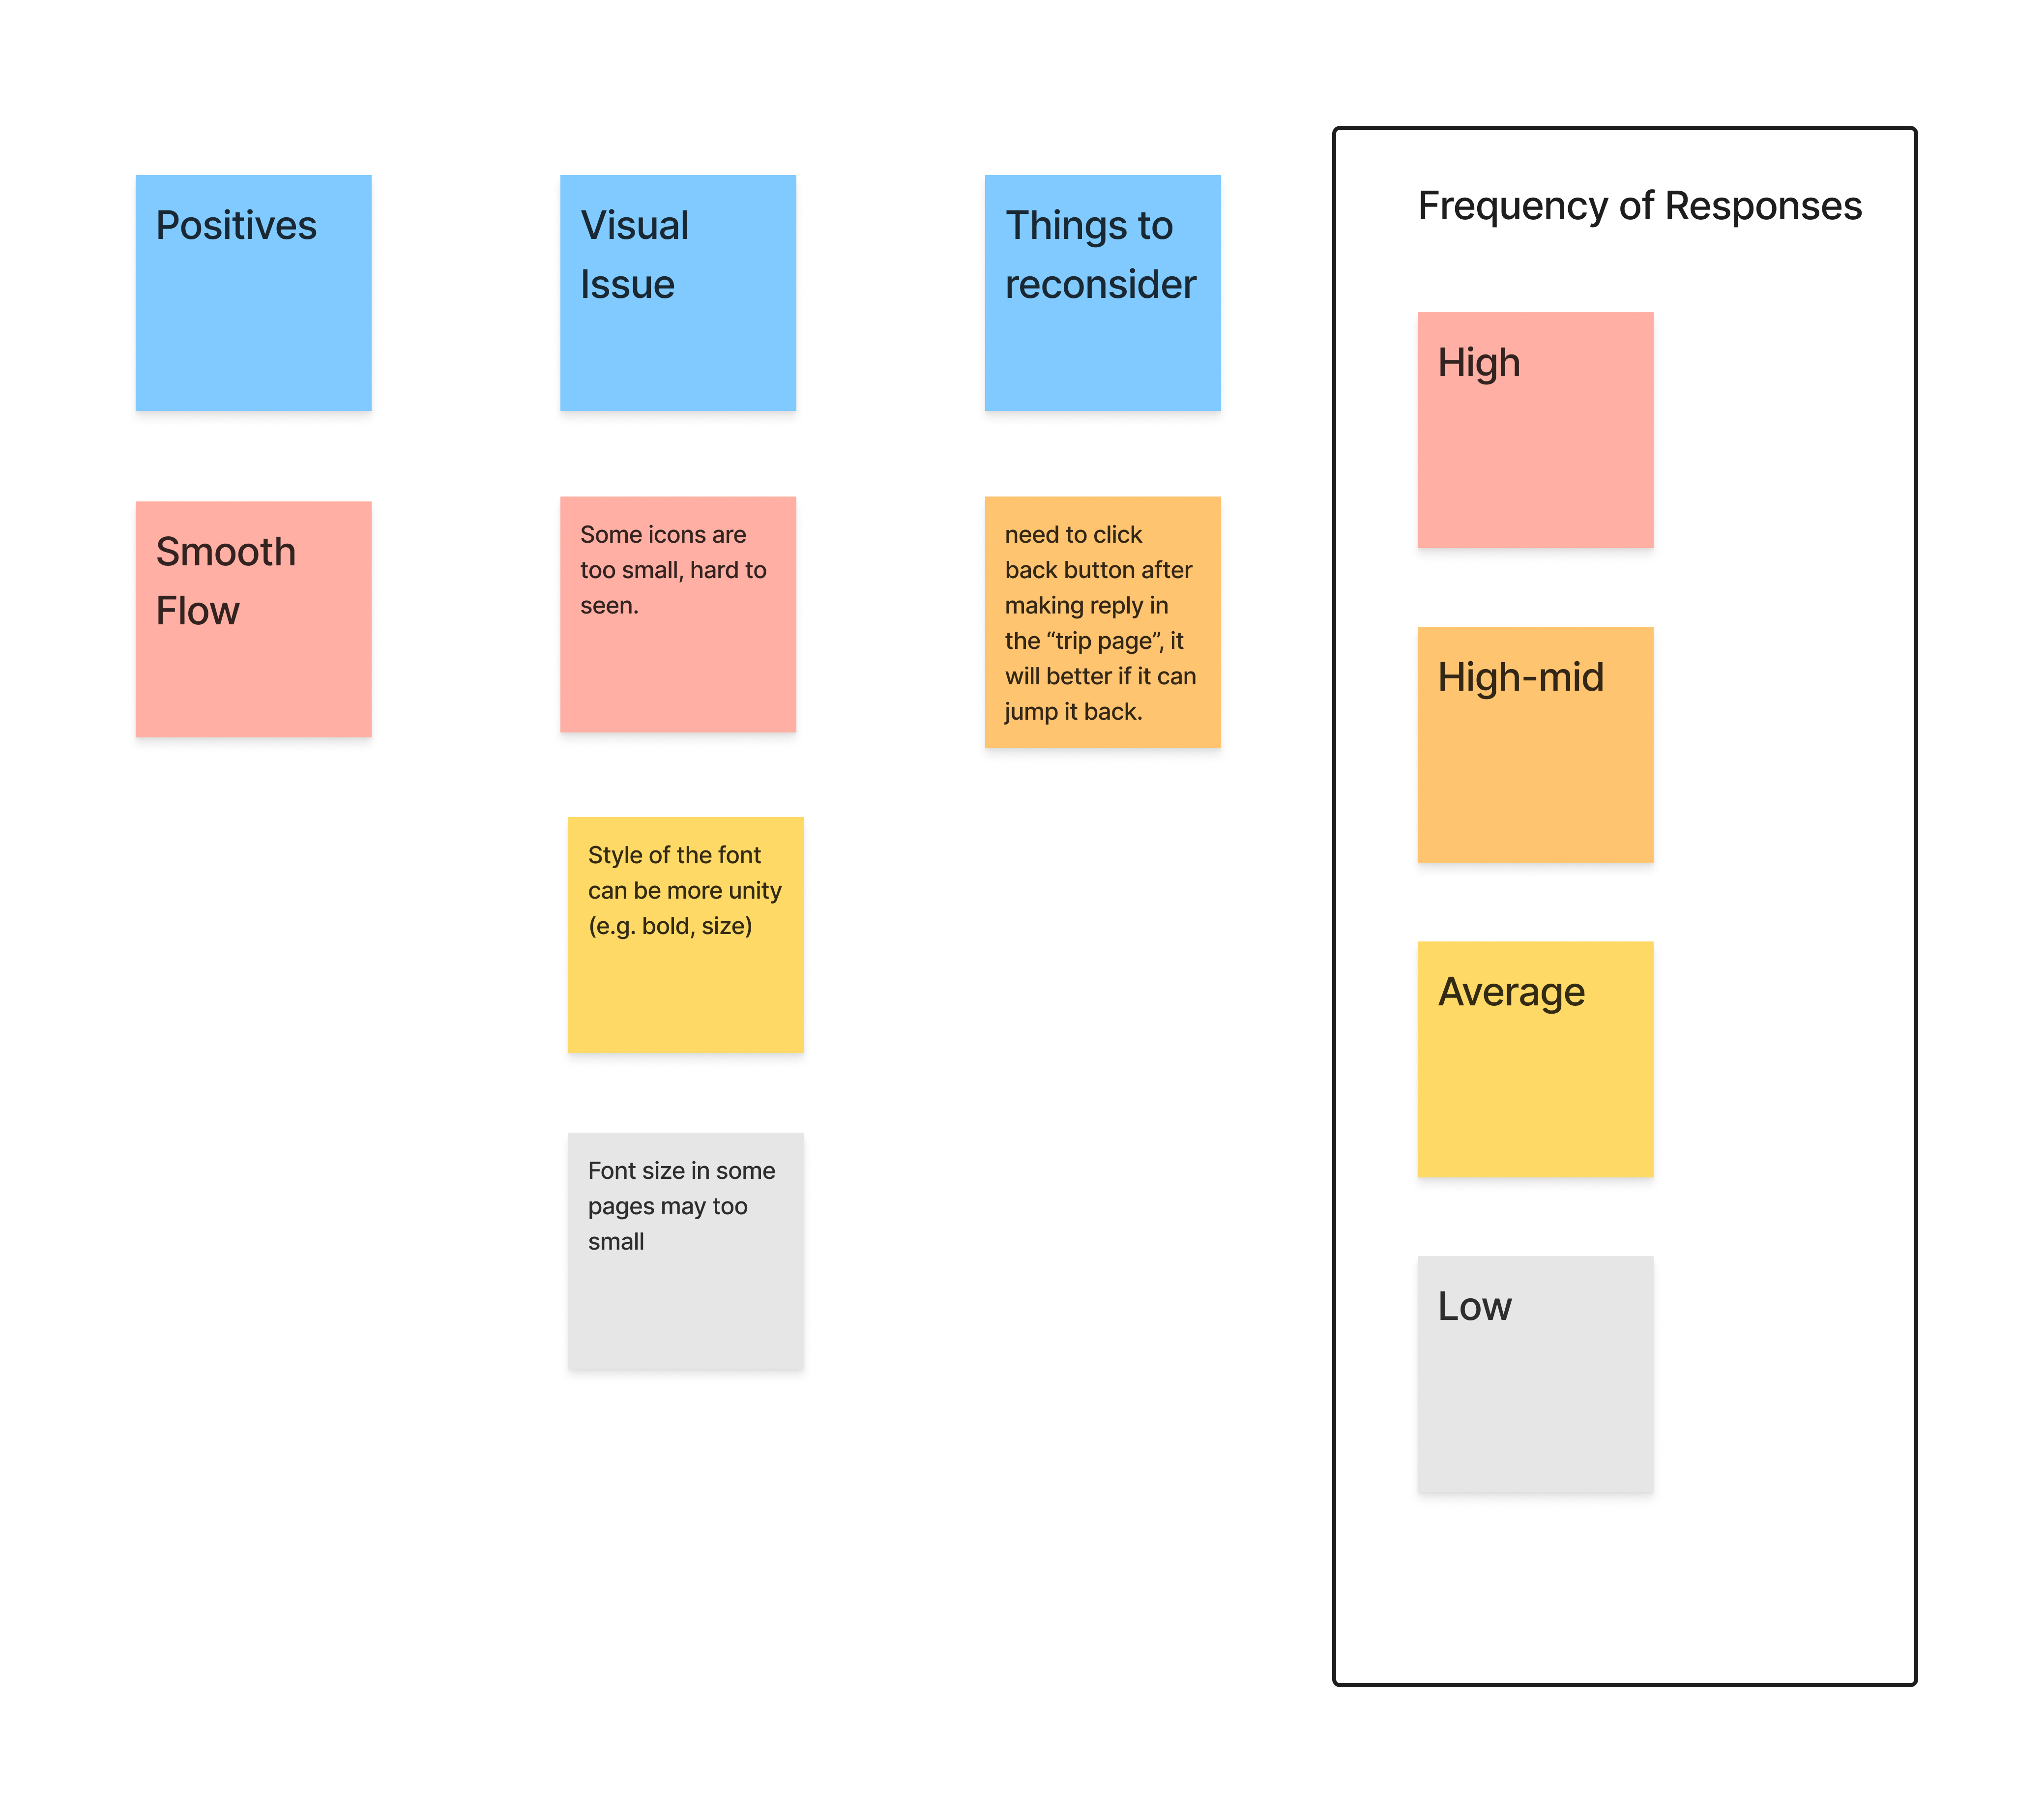 Positives
Visual
Issue
Things to
reconsider
Smooth
Flow
Some icons are
too small, hard to
seen.
need to click
back button after
making reply in
the “trip page”, it
will better if it can
jump it back.
Style of the font
can be more unity
(e.g. bold, size)
Font size in some
pages may too
small
Frequency of Responses
High
High-mid
Average
Low